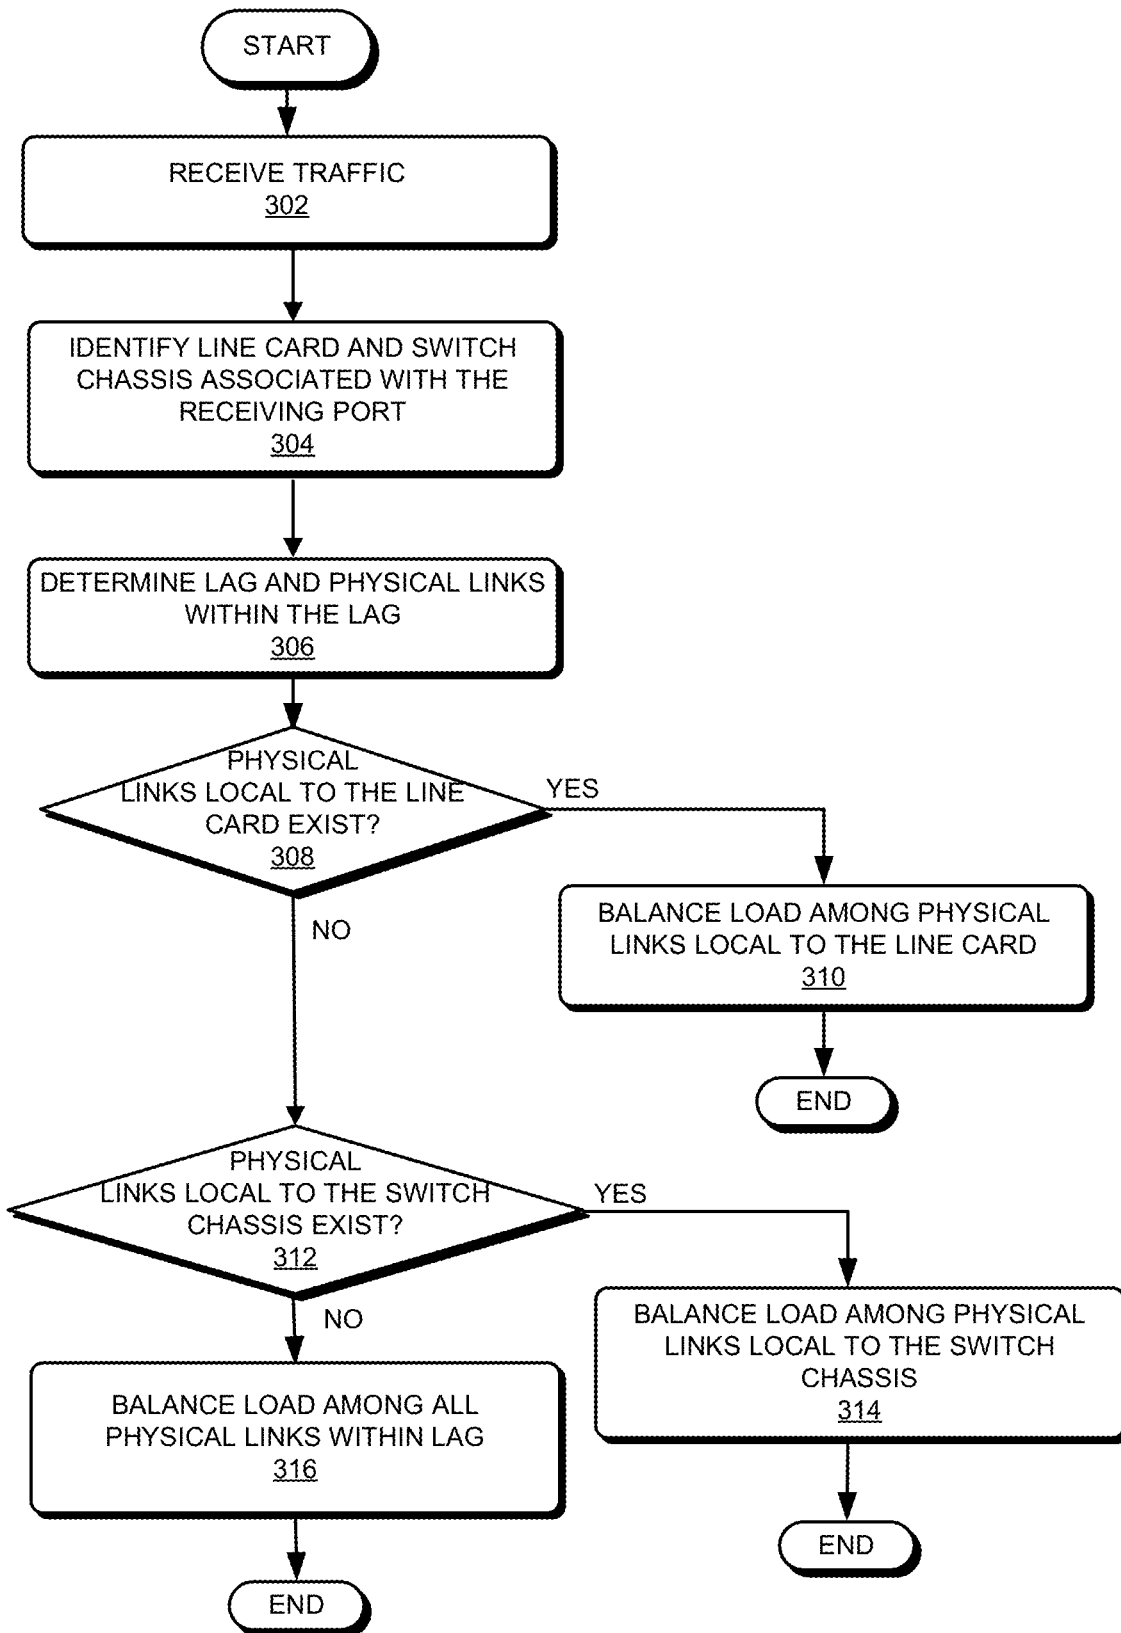 START
RECEIVE TRAFFIC
302
IDENTIFY LINE CARD AND SWITCH
CHASSIS ASSOCIATED WITH THE
RECEIVING PORT
304
DETERMINE LAG AND PHYSICAL LINKS
WITHIN THE LAG
306
PHYSICAL
LINKS LOCAL TO THE LINE
CARD EXIST?
308
YES
NO
BALANCE LOAD AMONG PHYSICAL
LINKS LOCAL TO THE LINE CARD
310
END
PHYSICAL
LINKS LOCAL TO THE SWITCH
CHASSIS EXIST?
312
YES
NO
BALANCE LOAD AMONG PHYSICAL
LINKS LOCAL TO THE SWITCH
CHASSIS
314
END
BALANCE LOAD AMONG ALL
PHYSICAL LINKS WITHIN LAG
316
END